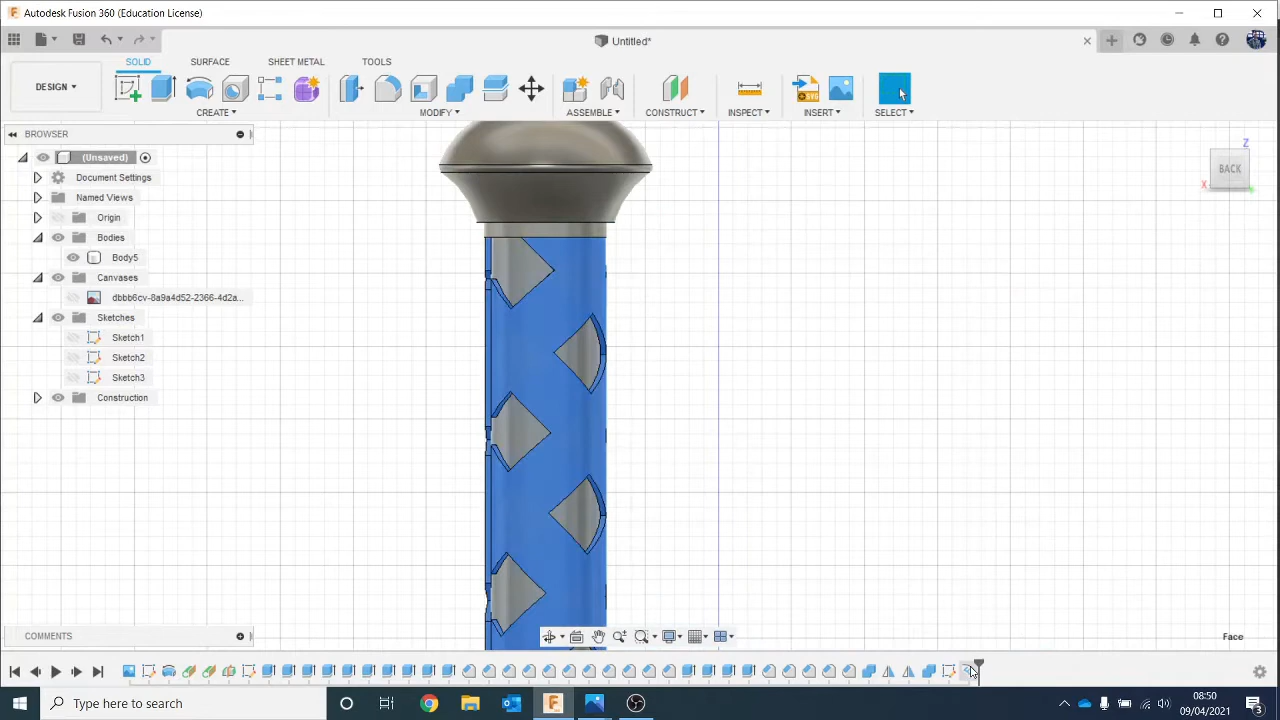 Autodesk Fusion 360 (Education License)
Untitled*
SOLID SURFACE SHEET METAL TOOLS
DESIGN
CREATE MODIFY ASSEMBLE CONSTRUCT INSPECT INSERT SELECT
BROWSER
(Unsaved)
Document Settings
Named Views
Origin
Bodies
Body5
Canvases
dbbb6cv-8a9a4d52-2366-4d2a...
Sketches
Sketch1
Sketch2
Sketch3
Construction
Z
BACK
X
COMMENTS
Face
Type here to search
08:50
09/04/2021
3